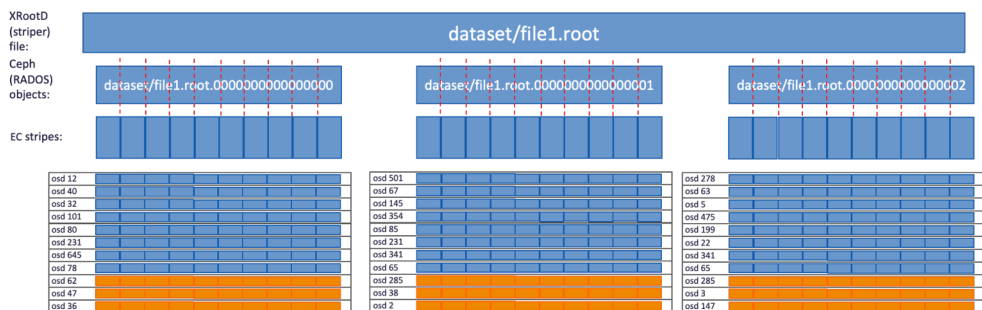 XRootD
(striper)
file:
dataset/file1.root
Ceph
(RADOS)
objects:
dataset/file1.root.0000000000000000
dataset/file1.root.0000000000000001
dataset/file1.root.0000000000000002
EC stripes:
osd 12
osd 40
osd 32
osd 101
osd 80
osd 231
osd 645
osd 78
osd 62
osd 47
osd 36
osd 501
osd 67
osd 145
osd 354
osd 85
osd 231
osd 341
osd 65
osd 285
osd 38
osd 2
osd 278
osd 63
osd 5
osd 475
osd 199
osd 22
osd 341
osd 65
osd 285
osd 3
osd 147